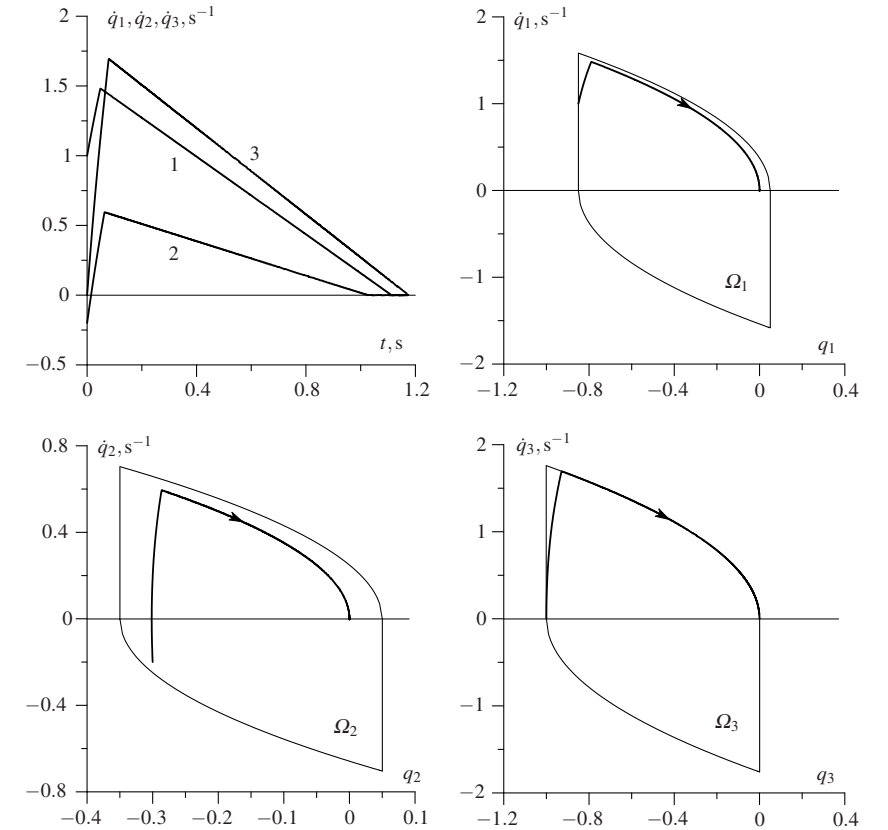 2
q̇₁, q̇₂, q̇₃, s⁻¹
1.5
1
0.5
0
−0.5
1
2
3
t, s
0 0.4 0.8 1.2
2
q̇₁, s⁻¹
1
0
−1
−2
Ω₁
q₁
−1.2 −0.8 −0.4 0 0.4
0.8
q̇₂, s⁻¹
0.4
0
−0.4
−0.8
Ω₂
q₂
−0.4 −0.3 −0.2 −0.1 0 0.1
2
q̇₃, s⁻¹
1
0
−1
−2
Ω₃
q₃
−1.2 −0.8 −0.4 0 0.4